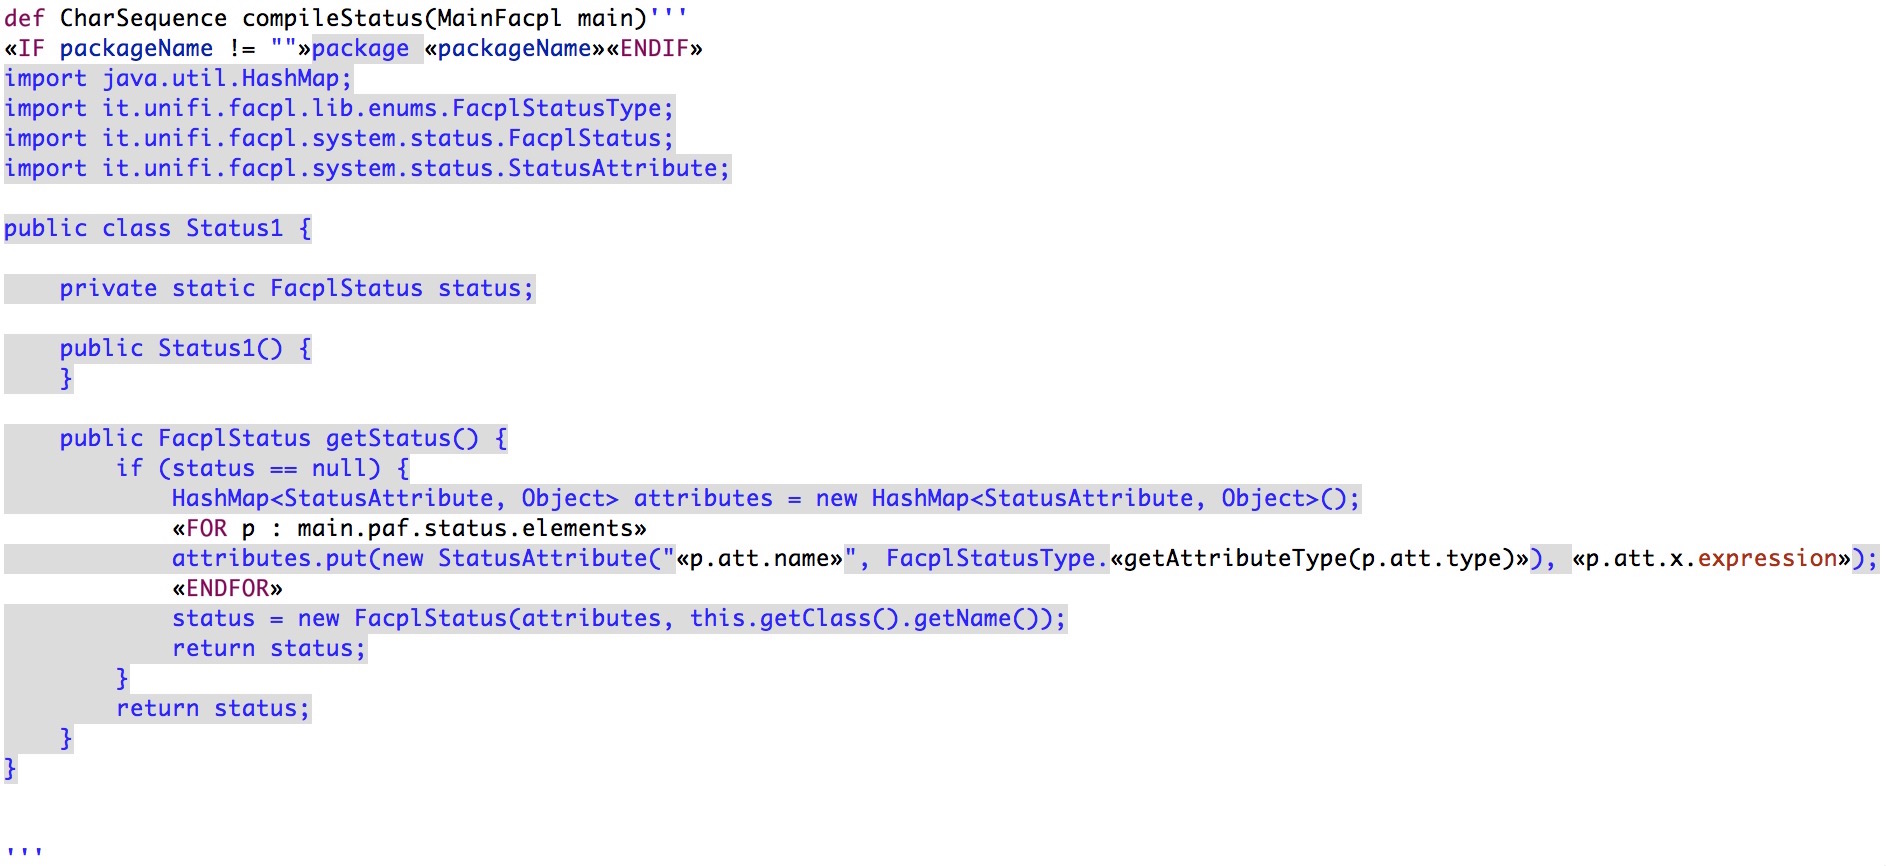 def CharSequence compileStatus(MainFacpl main)'''
«IF packageName != ""»package «packageName»«ENDIF»
import java.util.HashMap;
import it.unifi.facpl.lib.enums.FacplStatusType;
import it.unifi.facpl.system.status.FacplStatus;
import it.unifi.facpl.system.status.StatusAttribute;

public class Status1 {

    private static FacplStatus status;

    public Status1() {
    }

    public FacplStatus getStatus() {
        if (status == null) {
            HashMap<StatusAttribute, Object> attributes = new HashMap<StatusAttribute, Object>();
            «FOR p : main.paf.status.elements»
            attributes.put(new StatusAttribute("«p.att.name»", FacplStatusType.«getAttributeType(p.att.type)»), «p.att.x.expression»);
            «ENDFOR»
            status = new FacplStatus(attributes, this.getClass().getName());
            return status;
        }
        return status;
    }
}

'''